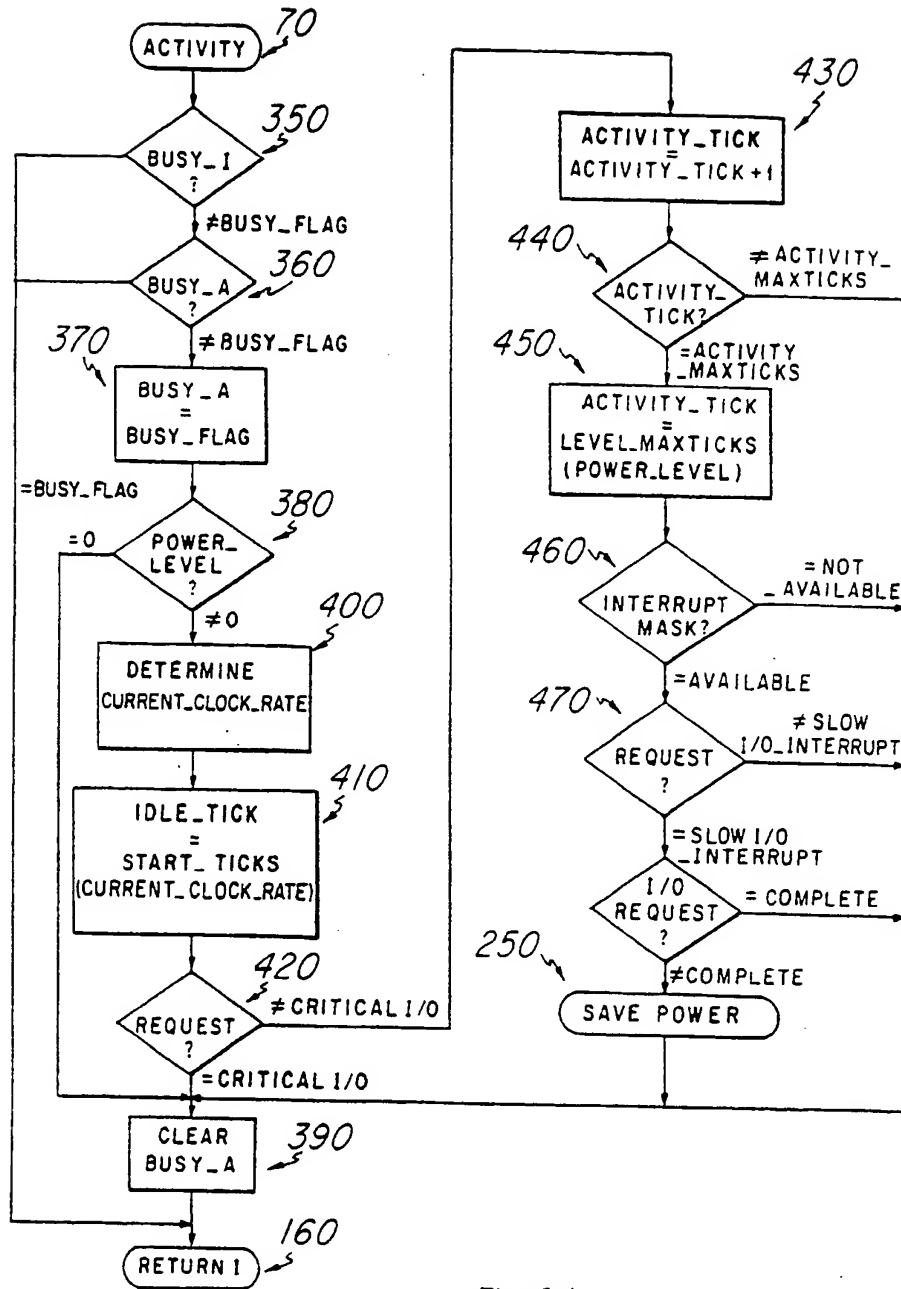 ACTIVITY
70
BUSY_I
?
350
≠BUSY_FLAG
BUSY_A
?
360
≠BUSY_FLAG
370
BUSY_A
=
BUSY_FLAG
=BUSY_FLAG
=0
POWER_
LEVEL
?
380
≠0
400
DETERMINE
CURRENT_CLOCK_RATE
410
IDLE_TICK
=
START_TICKS
(CURRENT_CLOCK_RATE)
420
REQUEST
?
≠CRITICAL I/O
=CRITICAL I/O
CLEAR
BUSY_A
390
RETURN I
160
430
ACTIVITY_TICK
=
ACTIVITY_TICK+1
440
ACTIVITY_
TICK?
≠ ACTIVITY_
MAXTICKS
=ACTIVITY
_MAXTICKS
450
ACTIVITY_TICK
=
LEVEL_MAXTICKS
(POWER_LEVEL)
460
INTERRUPT
MASK?
=NOT
_AVAILABLE
=AVAILABLE
470
REQUEST
?
≠ SLOW
I/O_INTERRUPT
=SLOW I/O
_INTERRUPT
I/O
REQUEST
?
= COMPLETE
≠COMPLETE
250
SAVE POWER